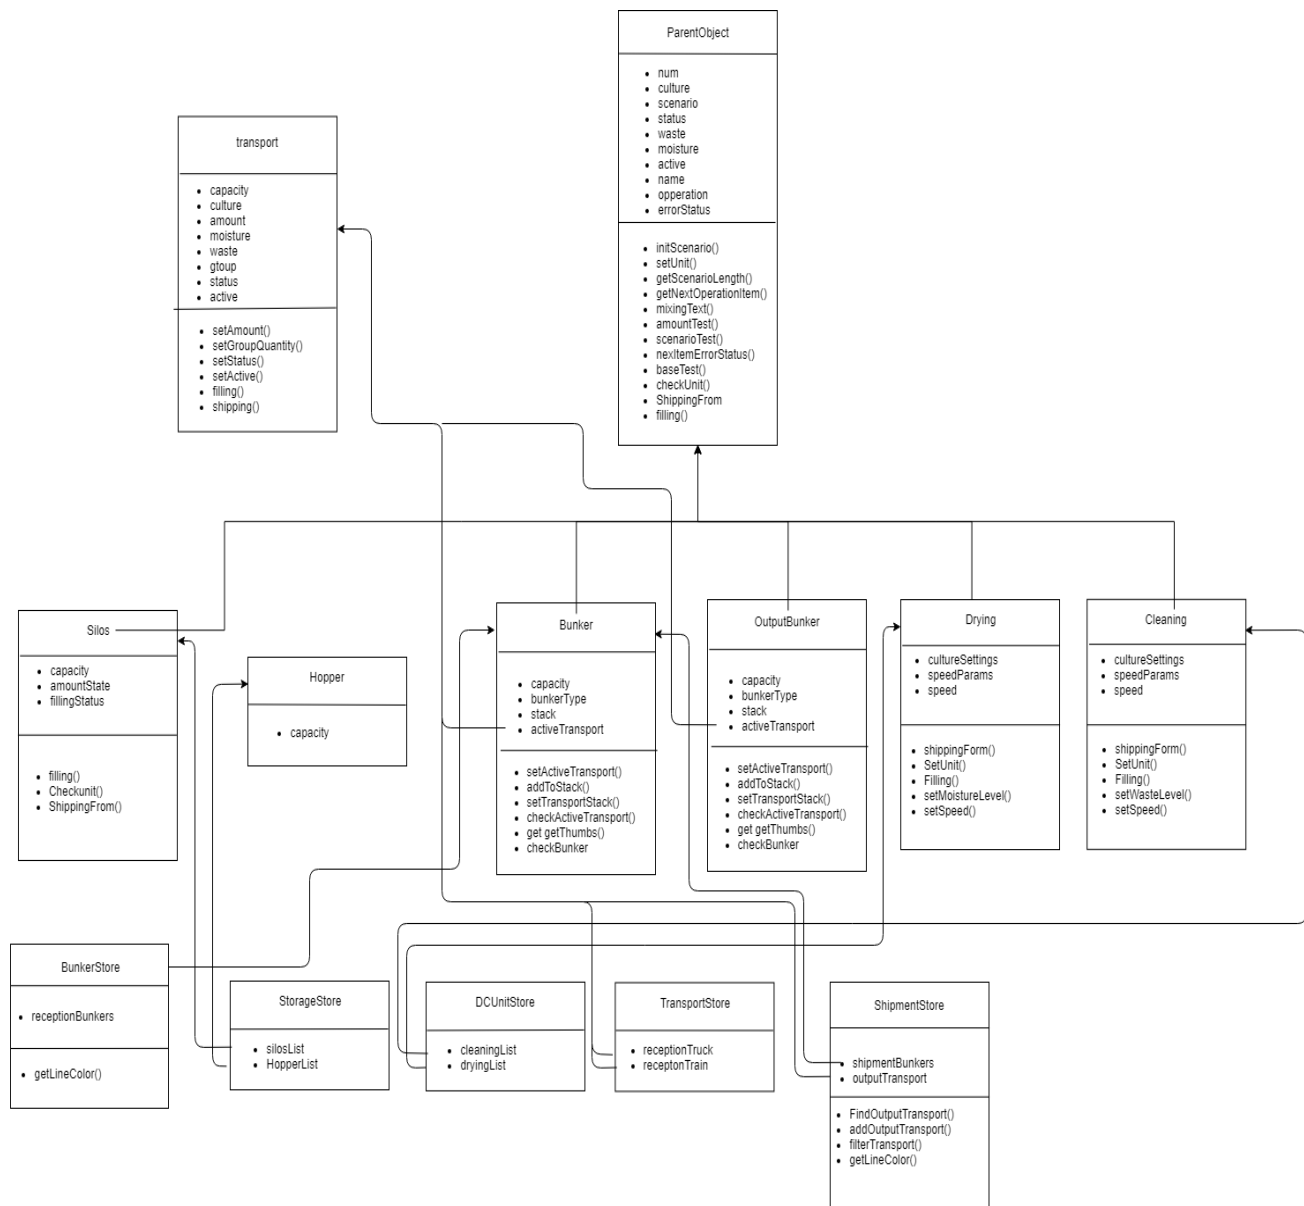 ParentObject
num
culture
scenario
status
waste
moisture
active
name
opperation
errorStatus
initScenario()
setUnit()
getScenarioLength()
getNextOperationItem()
mixingText()
amountTest()
scenarioTest()
nexItemErrorStatus()
baseTest()
checkUnit()
ShippingFrom
filling()
transport
capacity
culture
amount
moisture
waste
gtoup
status
active
setAmount()
setGroupQuantity()
setStatus()
setActive()
filling()
shipping()
Silos
capacity
amountState
fillingStatus
filling()
Checkunit()
ShippingFrom()
Hopper
capacity
Bunker
capacity
bunkerType
stack
activeTransport
setActiveTransport()
addToStack()
setTransportStack()
checkActiveTransport()
get getThumbs()
checkBunker
OutputBunker
capacity
bunkerType
stack
activeTransport
setActiveTransport()
addToStack()
setTransportStack()
checkActiveTransport()
get getThumbs()
checkBunker
Drying
cultureSettings
speedParams
speed
shippingForm()
SetUnit()
Filling()
setMoistureLevel()
setSpeed()
Cleaning
cultureSettings
speedParams
speed
shippingForm()
SetUnit()
Filling()
setWasteLevel()
setSpeed()
BunkerStore
receptionBunkers
getLineColor()
StorageStore
silosList
HopperList
DCUnitStore
cleaningList
dryingList
TransportStore
receptionTruck
receptonTrain
ShipmentStore
shipmentBunkers
outputTransport
FindOutputTransport()
addOutputTransport()
filterTransport()
getLineColor()